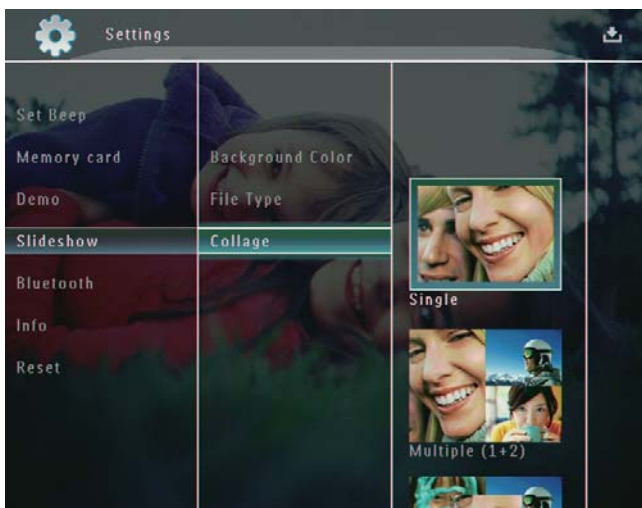 Settings
Set Beep
Memory card
Demo
Slideshow
Bluetooth
Info
Reset
Background Color
File Type
Collage
Single
Multiple (1+2)